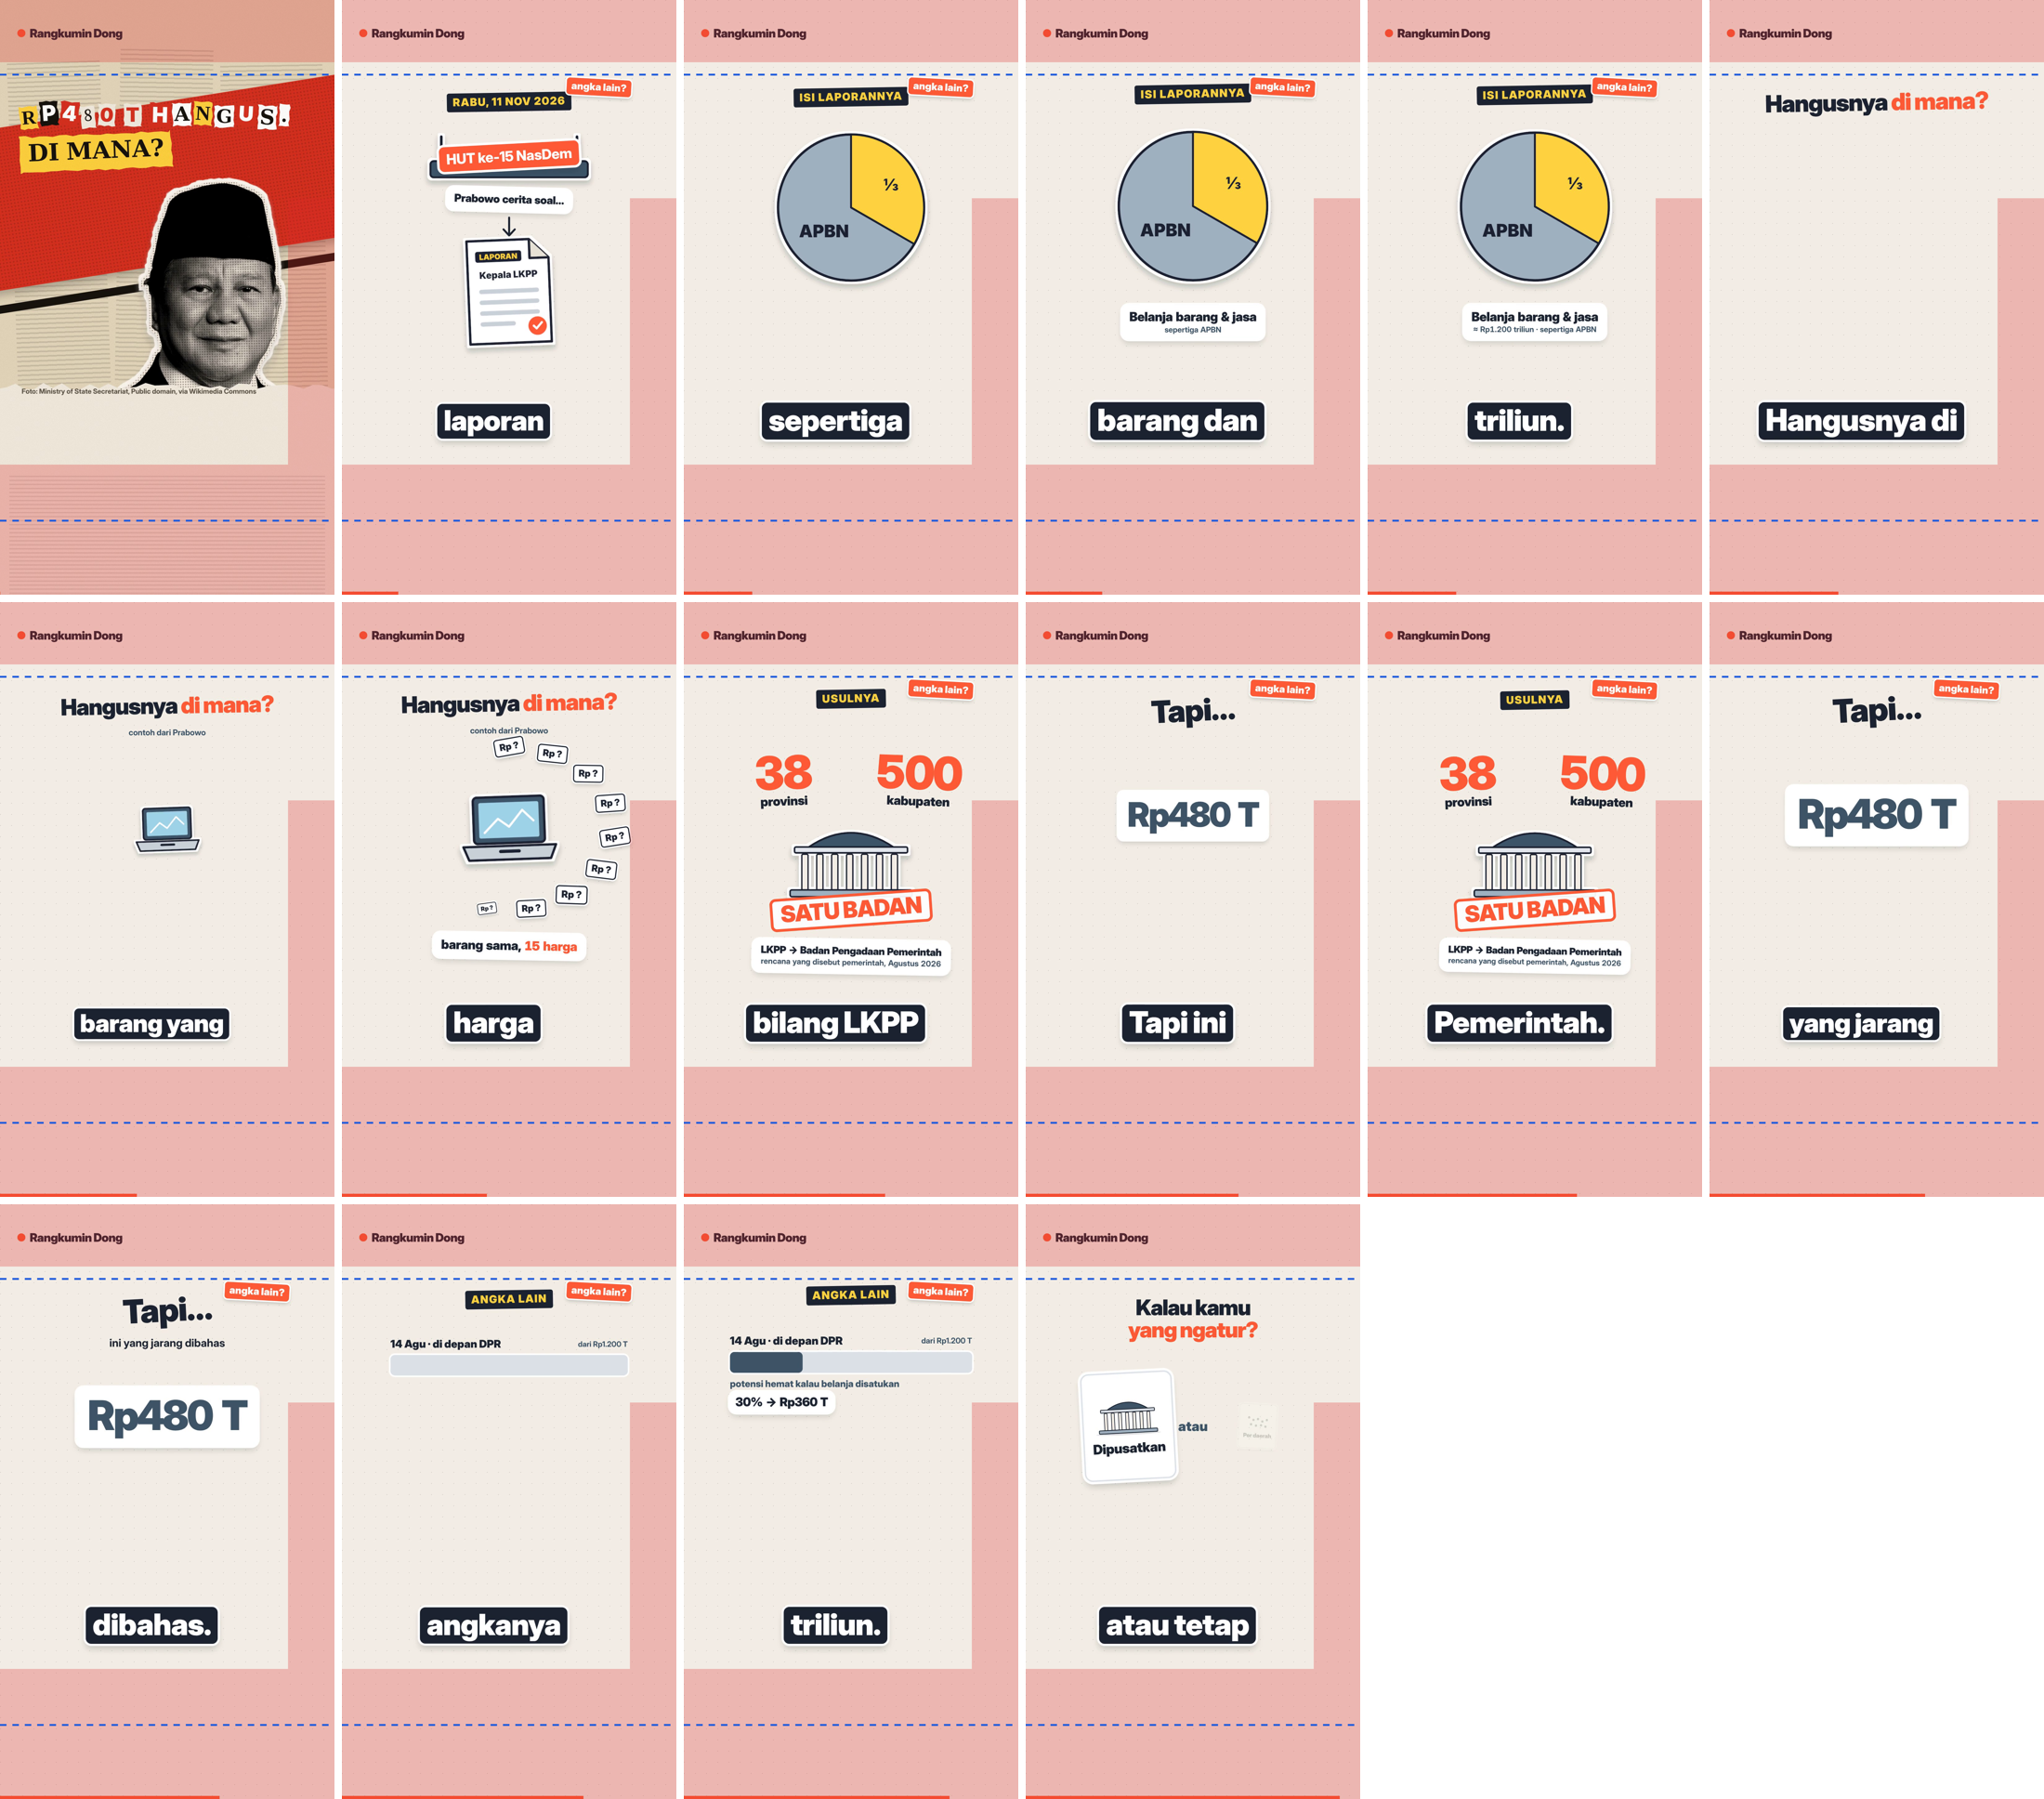 Rangkumin Dong
RP480T HANGUS.
DI MANA?
Foto: Ministry of State Secretariat, Public domain, via Wikimedia Commons
Rangkumin Dong
angka lain?
RABU, 11 NOV 2026
HUT ke-15 NasDem
Prabowo cerita soal...
LAPORAN
Kepala LKPP
laporan
Rangkumin Dong
angka lain?
ISI LAPORANNYA
⅓
APBN
sepertiga
Rangkumin Dong
angka lain?
ISI LAPORANNYA
⅓
APBN
Belanja barang & jasa
sepertiga APBN
barang dan
Rangkumin Dong
angka lain?
ISI LAPORANNYA
⅓
APBN
Belanja barang & jasa
≈ Rp1.200 triliun · sepertiga APBN
triliun.
Rangkumin Dong
Hangusnya di mana?
Hangusnya di
Rangkumin Dong
Hangusnya di mana?
contoh dari Prabowo
barang yang
Rangkumin Dong
Hangusnya di mana?
contoh dari Prabowo
Rp ?
Rp ?
Rp ?
Rp ?
Rp ?
Rp ?
Rp ?
Rp ?
Rp ?
barang sama, 15 harga
harga
Rangkumin Dong
angka lain?
USULNYA
38 500
provinsi kabupaten
SATU BADAN
LKPP → Badan Pengadaan Pemerintah
rencana yang disebut pemerintah, Agustus 2026
bilang LKPP
Rangkumin Dong
angka lain?
Tapi...
Rp480 T
Tapi ini
Rangkumin Dong
angka lain?
USULNYA
38 500
provinsi kabupaten
SATU BADAN
LKPP → Badan Pengadaan Pemerintah
rencana yang disebut pemerintah, Agustus 2026
Pemerintah.
Rangkumin Dong
angka lain?
Tapi...
Rp480 T
yang jarang
Rangkumin Dong
angka lain?
Tapi...
ini yang jarang dibahas
Rp480 T
dibahas.
Rangkumin Dong
angka lain?
ANGKA LAIN
14 Agu · di depan DPR dari Rp1.200 T
angkanya
Rangkumin Dong
angka lain?
ANGKA LAIN
14 Agu · di depan DPR dari Rp1.200 T
potensi hemat kalau belanja disatukan
30% → Rp360 T
triliun.
Rangkumin Dong
Kalau kamu
yang ngatur?
Dipusatkan
atau
Per daerah
atau tetap